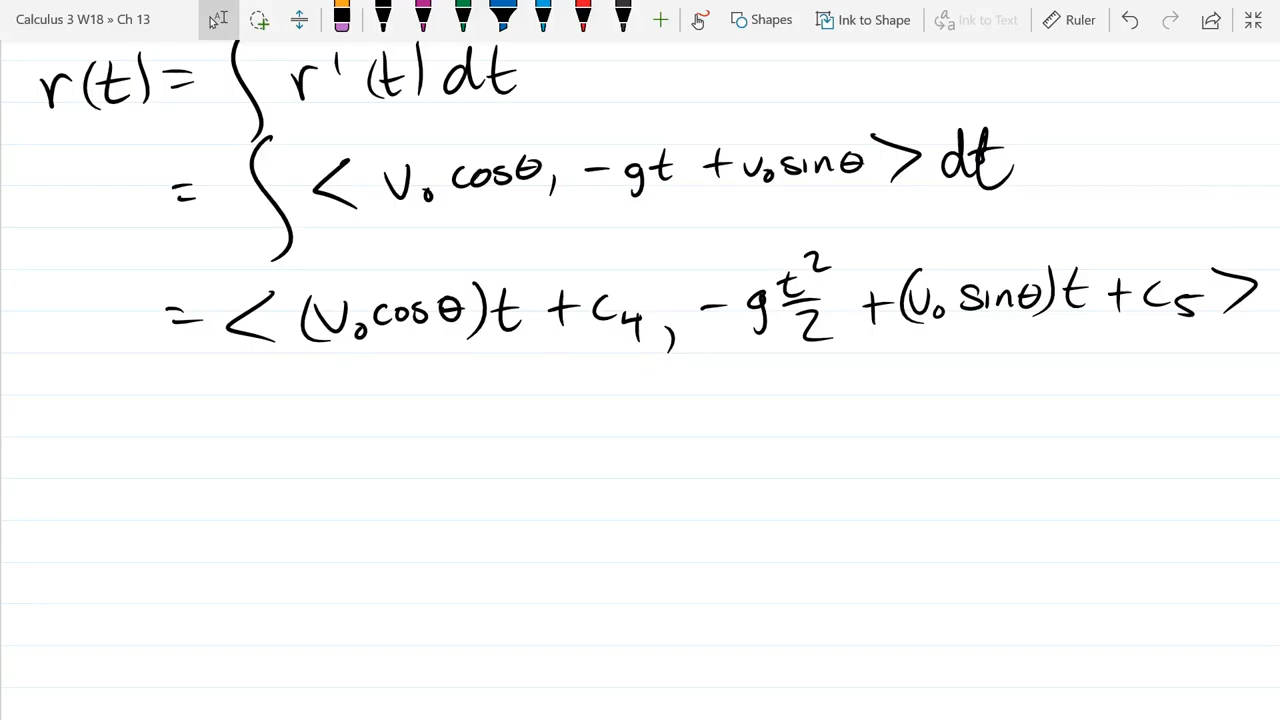 Calculus 3 W18 » Ch 13 Shapes Ink to Shape Ink to Text Ruler
r(t) = ∫ r'(t) dt
= ∫ < v₀ cosθ, - gt + v₀ sinθ > dt
= < (v₀ cosθ)t + c₄, - g t²/2 + (v₀ sinθ)t + c₅ >